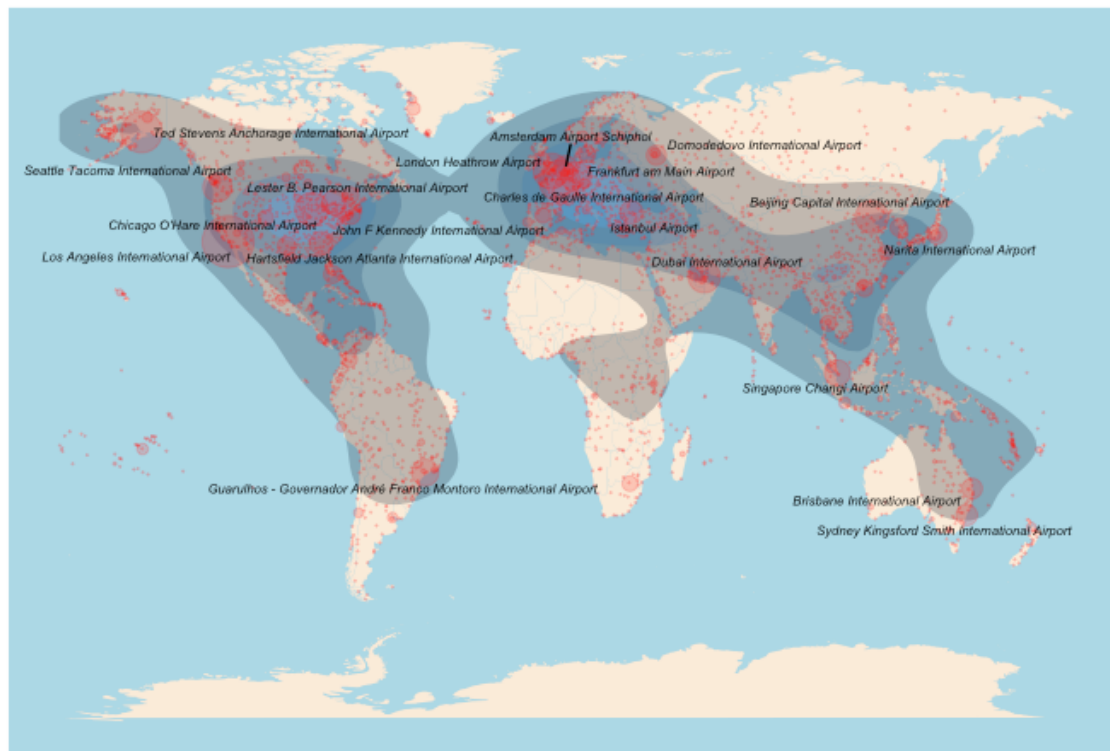 Ted Stevens Anchorage International Airport
Amsterdam Airport Schiphol
Domodedovo International Airport
London Heathrow Airport
Seattle Tacoma International Airport
Frankfurt am Main Airport
Lester B. Pearson International Airport
Charles de Gaulle International Airport
Beijing Capital International Airport
Chicago O'Hare International Airport
John F Kennedy International Airport
Istanbul Airport
Narita International Airport
Los Angeles International Airport
Hartsfield Jackson Atlanta International Airport
Dubai International Airport
Singapore Changi Airport
Guarulhos - Governador André Franco Montoro International Airport
Brisbane International Airport
Sydney Kingsford Smith International Airport